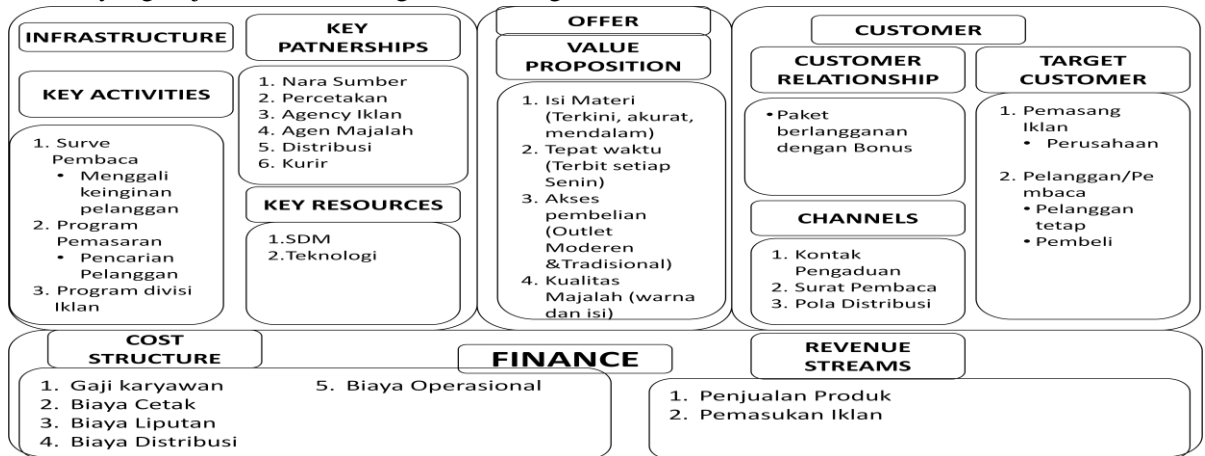 INFRASTRUCTURE
KEY ACTIVITIES
1. Surve
Pembaca
• Menggali
keinginan
pelanggan
2. Program
Pemasaran
• Pencarian
Pelanggan
3. Program divisi
Iklan
KEY
PATNERSHIPS
1. Nara Sumber
2. Percetakan
3. Agency Iklan
4. Agen Majalah
5. Distribusi
6. Kurir
KEY RESOURCES
1.SDM
2.Teknologi
OFFER
VALUE
PROPOSITION
1. Isi Materi
(Terkini, akurat,
mendalam)
2. Tepat waktu
(Terbit setiap
Senin)
3. Akses
pembelian
(Outlet
Moderen
&Tradisional)
4. Kualitas
Majalah (warna
dan isi)
CUSTOMER
CUSTOMER
RELATIONSHIP
• Paket
berlangganan
dengan Bonus
CHANNELS
1. Kontak
Pengaduan
2. Surat Pembaca
3. Pola Distribusi
TARGET
CUSTOMER
1. Pemasang
Iklan
• Perusahaan
2. Pelanggan/Pe
mbaca
• Pelanggan
tetap
• Pembeli
FINANCE
COST
STRUCTURE
1. Gaji karyawan
2. Biaya Cetak
3. Biaya Liputan
4. Biaya Distribusi
5. Biaya Operasional
REVENUE
STREAMS
1. Penjualan Produk
2. Pemasukan Iklan